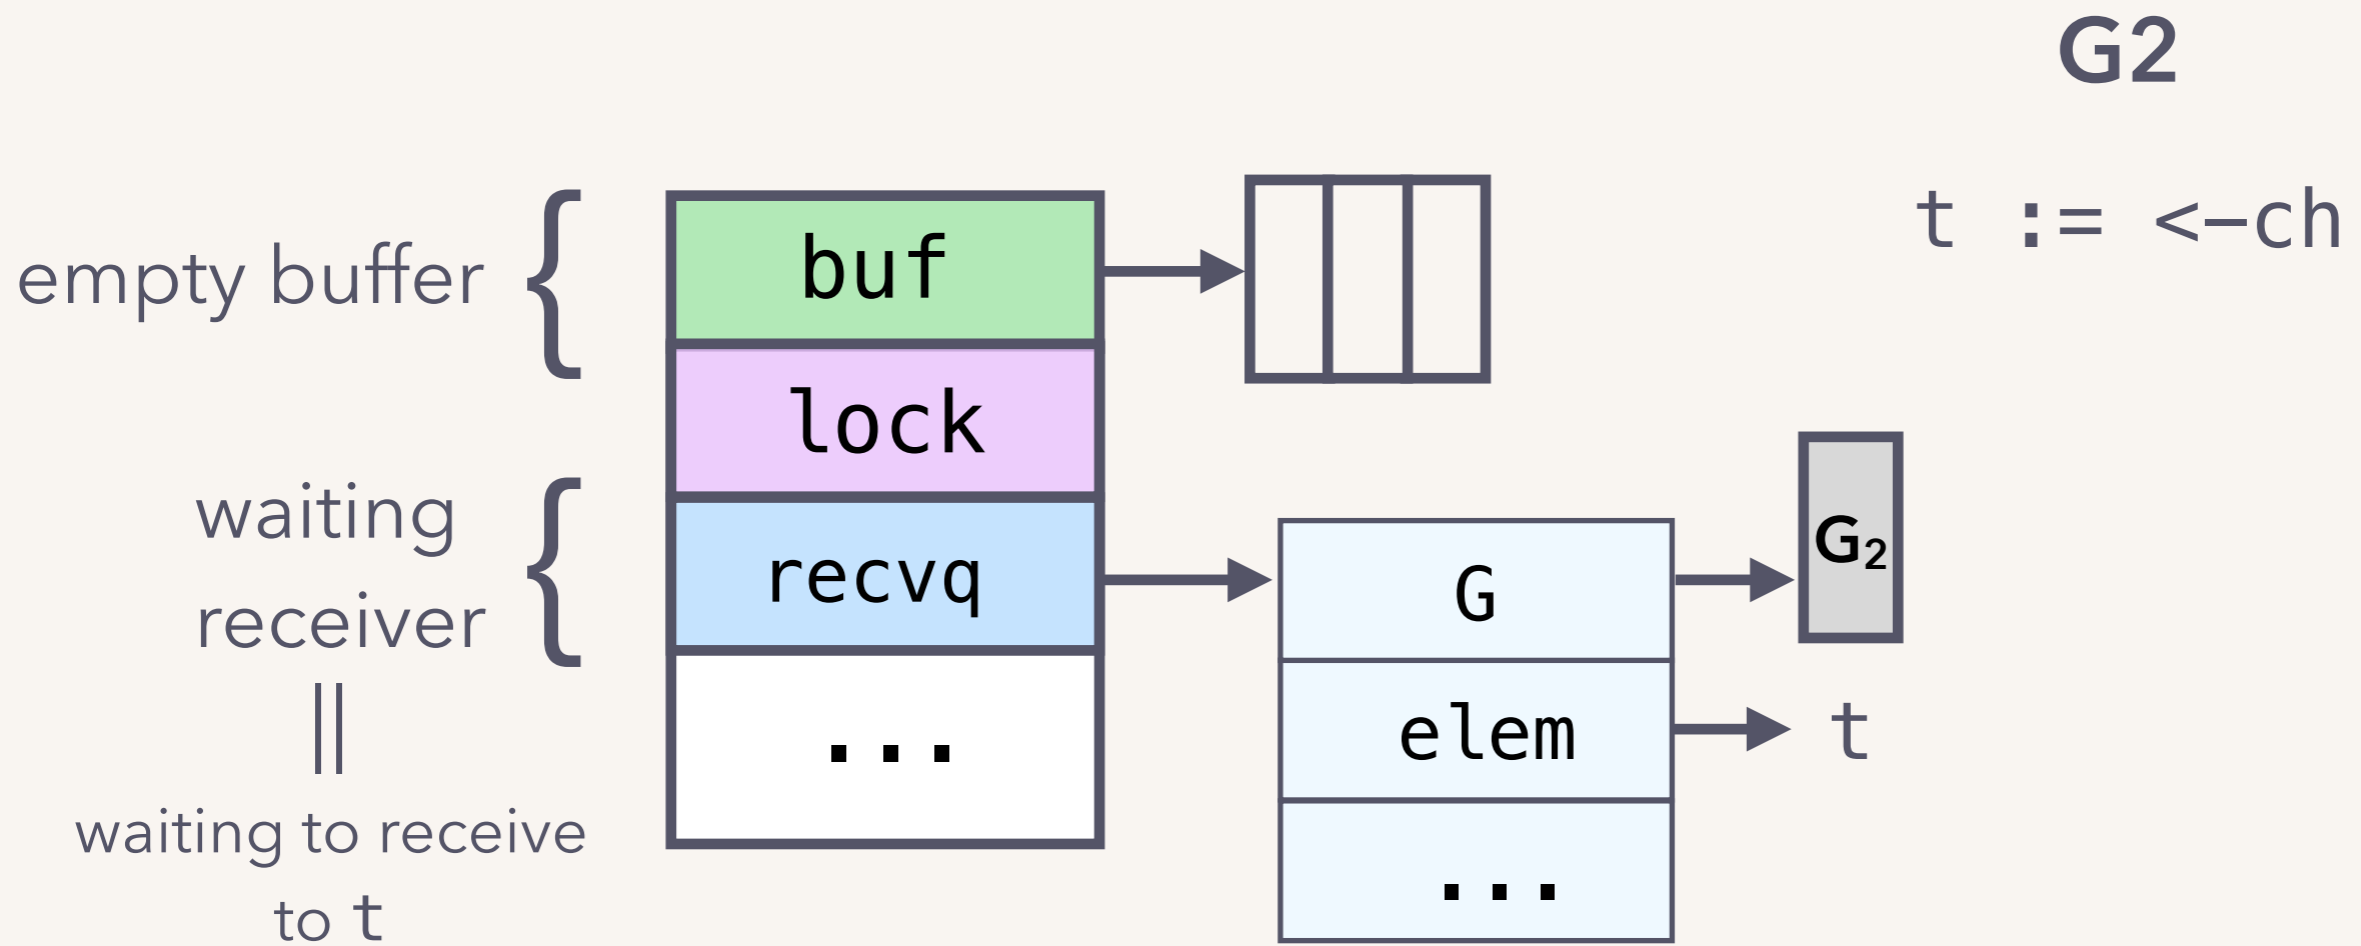 G2
t := <-ch
empty buffer {
buf
lock
waiting
receiver {
recvq
G
G2
||
...
elem
t
waiting to receive
to t
...